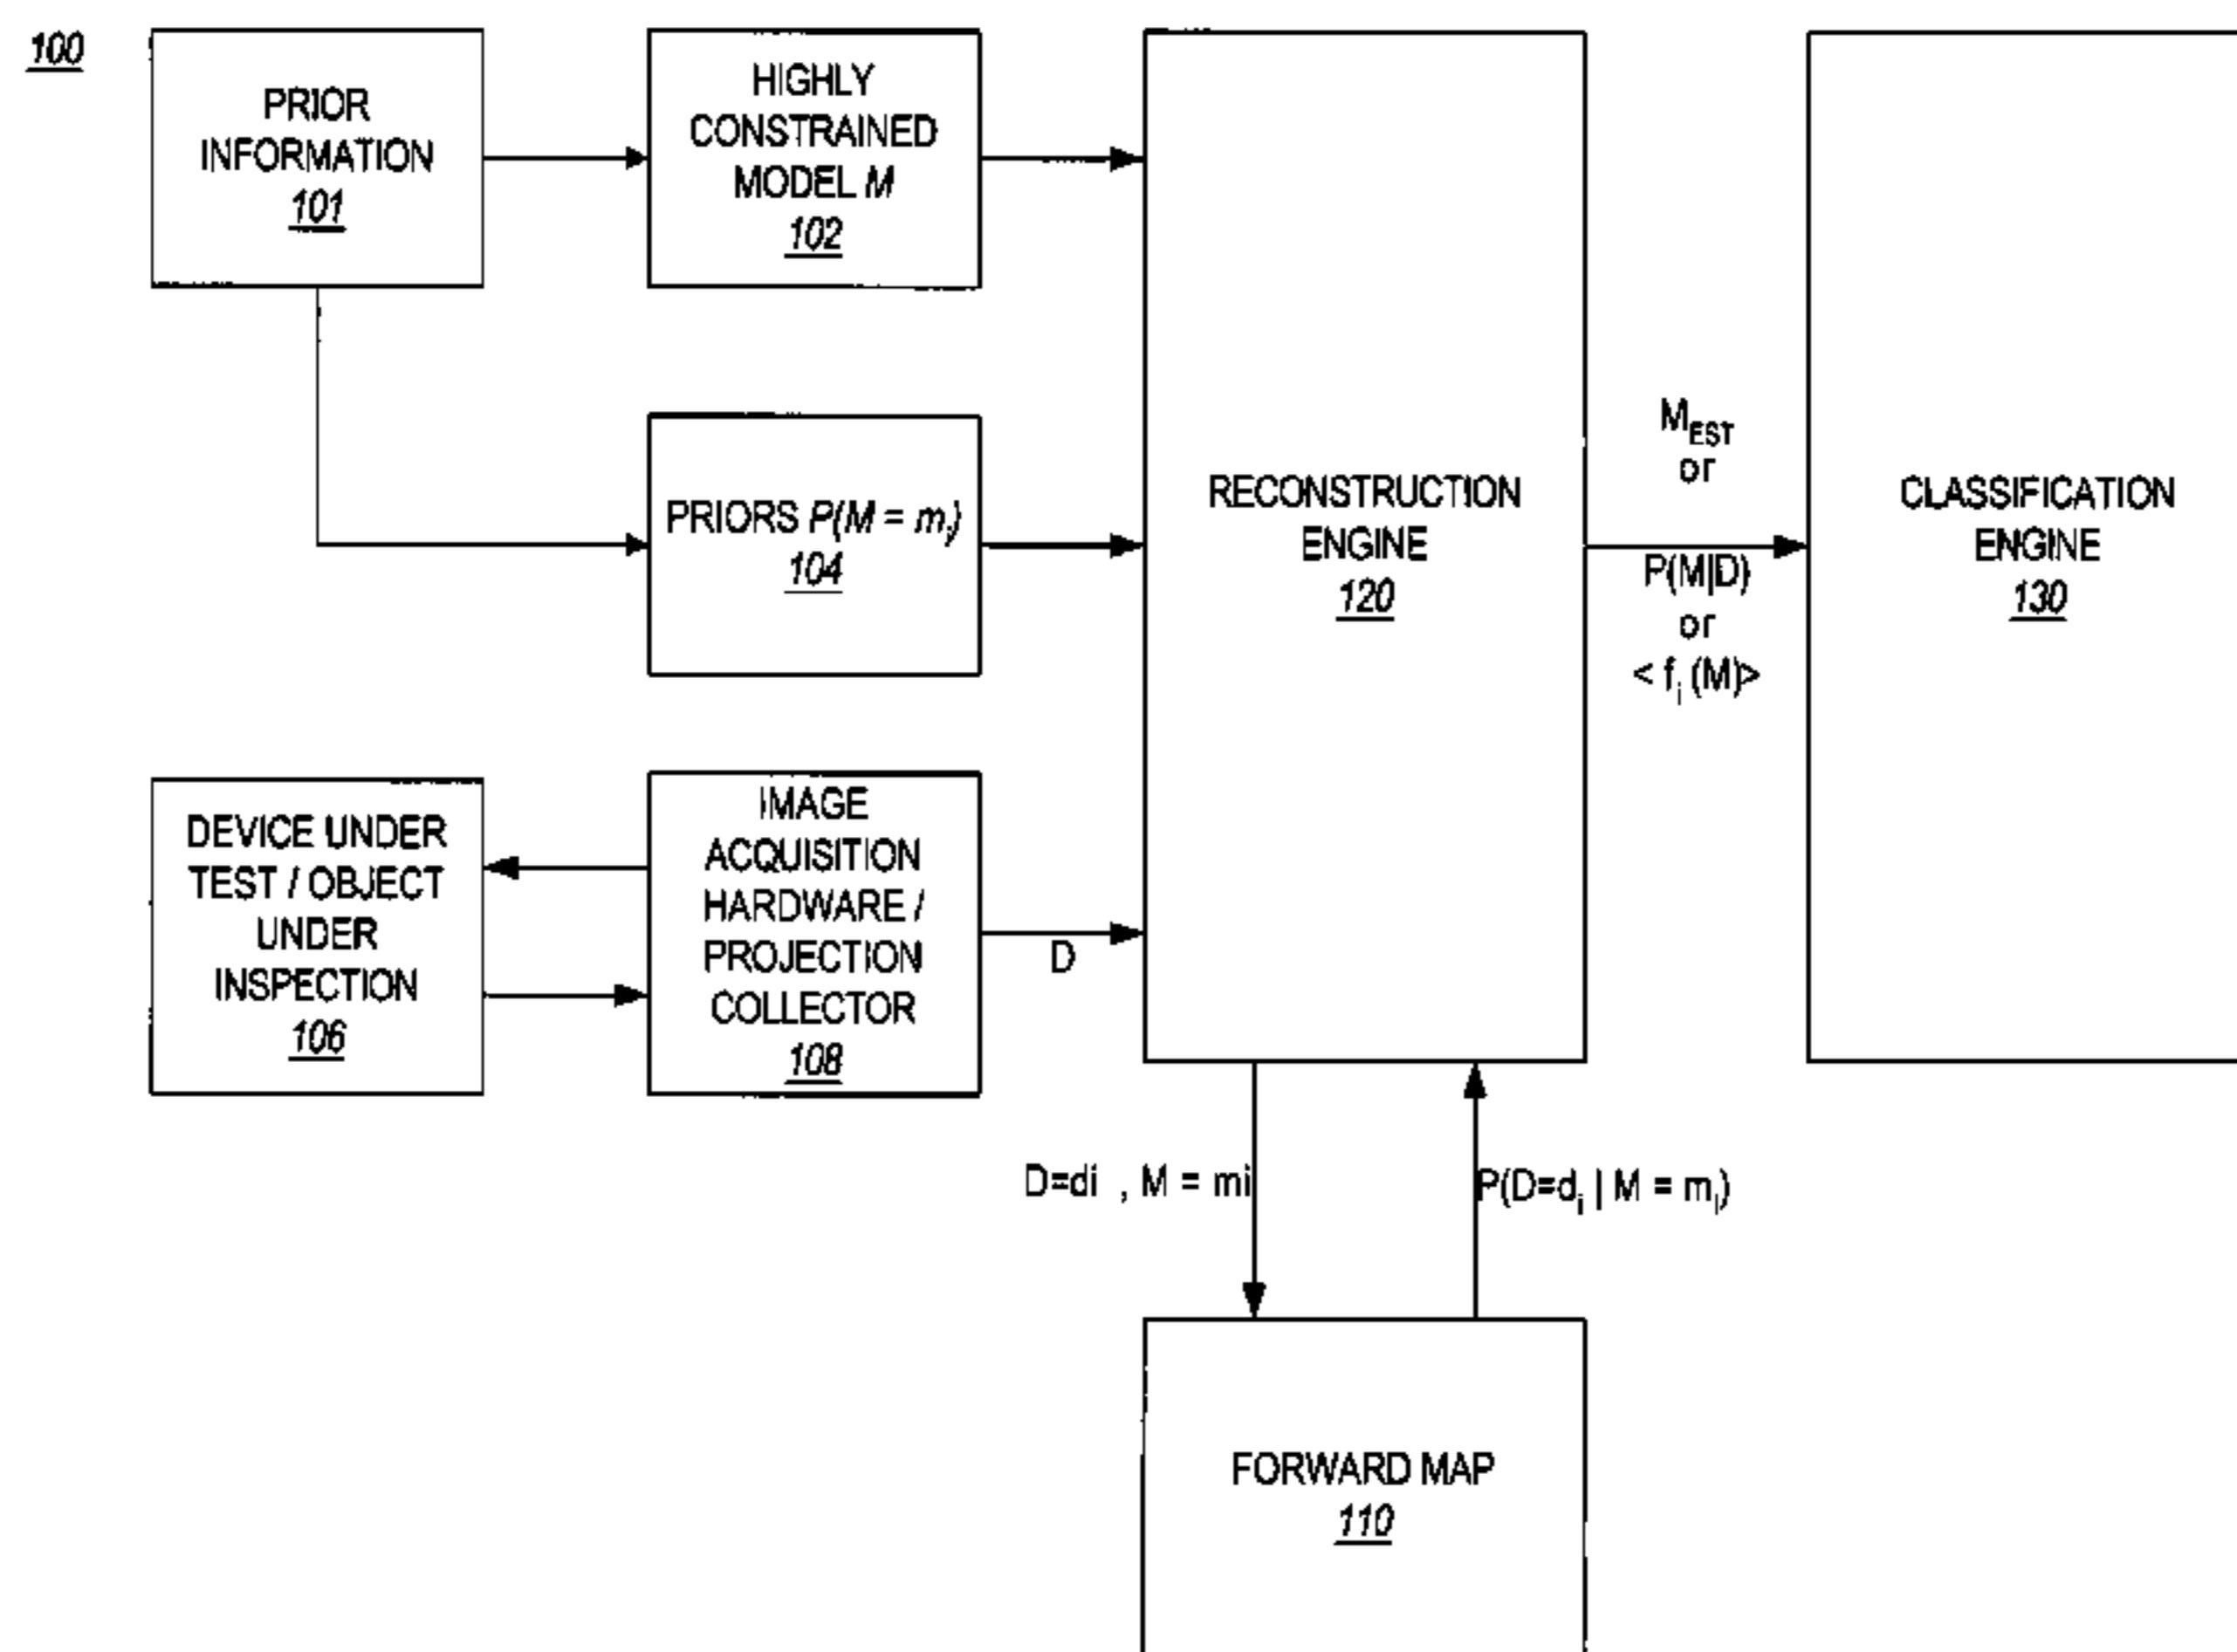 100
PRIOR
INFORMATION
101
HIGHLY
CONSTRAINED
MODEL M
102
PRIORS P(M = mi)
104
DEVICE UNDER
TEST / OBJECT
UNDER
INSPECTION
106
IMAGE
ACQUISITION
HARDWARE /
PROJECTION
COLLECTOR
108
D
RECONSTRUCTION
ENGINE
120
MEST
or
P(M|D)
or
< fi (M)>
CLASSIFICATION
ENGINE
130
D=di , M = mi
P(D=di | M = mi)
FORWARD MAP
110